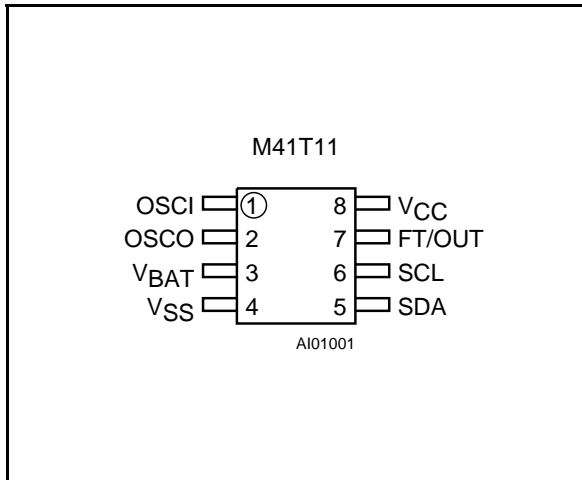 M41T11
OSCI 1 8 VCC
OSCO 2 7 FT/OUT
VBAT 3 6 SCL
VSS 4 5 SDA
AI01001